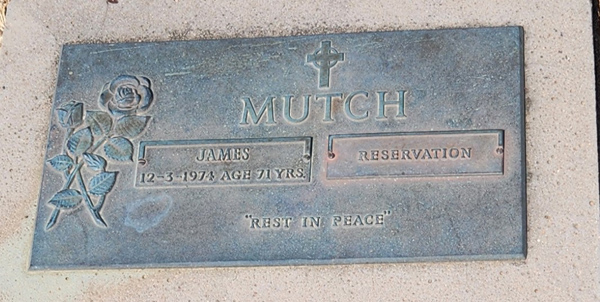 MUTCH
JAMES
12-3-1974 AGE 71 YRS.
RESERVATION
"REST IN PEACE"